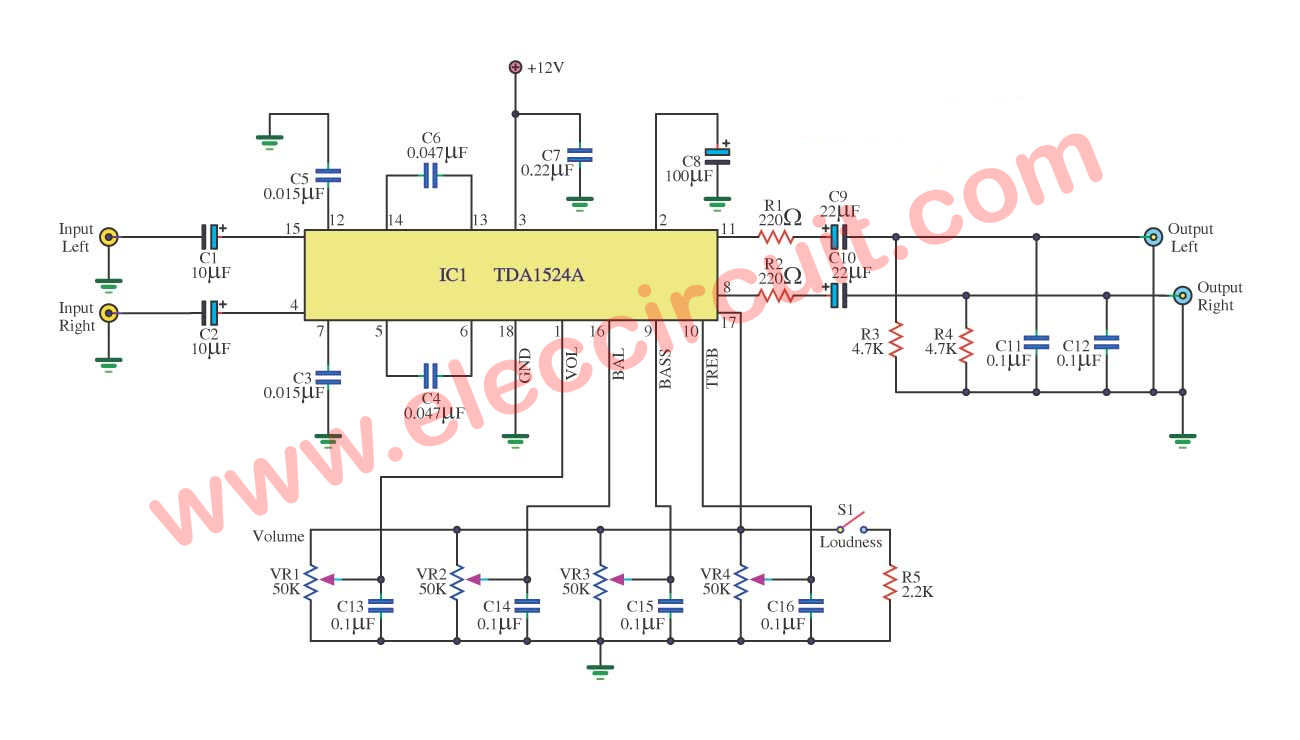 +12V
C6
0.047µF
C7
0.22µF
C8
100µF
+
C5
0.015µF
12
14
13
3
2
Input
Left
+
C1
10µF
15
11
R1
220Ω
C9
22µF
+
Output
Left
IC1 TDA1524A
Input
Right
+
C2
10µF
4
8
R2
220Ω
C10
22µF
+
Output
Right
17
7
5
6
18
1
16
9
10
GND
VOL
BAL
BASS
TREB
C3
0.015µF
C4
0.047µF
R3
4.7K
R4
4.7K
C11
0.1µF
C12
0.1µF
www.eleccircuit.com
Volume
S1
Loudness
VR1
50K
C13
0.1µF
VR2
50K
C14
0.1µF
VR3
50K
C15
0.1µF
VR4
50K
C16
0.1µF
R5
2.2K